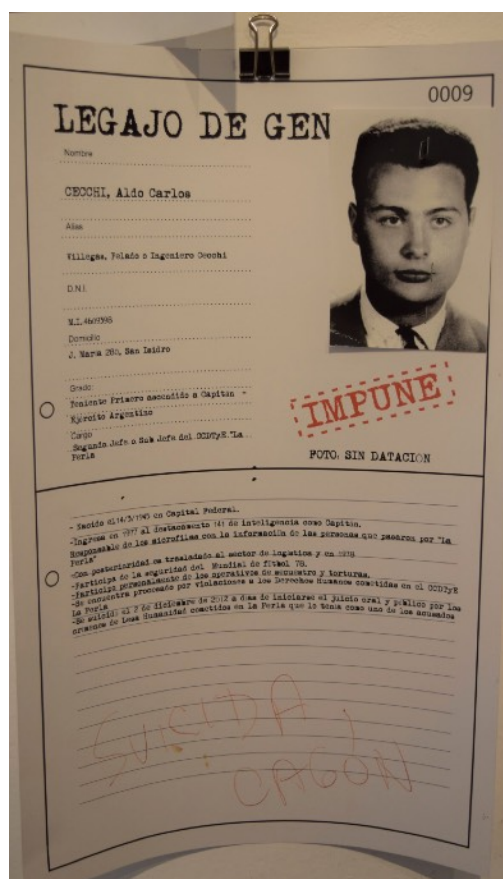 0009
LEGAJO DE GEN
Nombre
CECCHI, Aldo Carlos
Alias
Villegas, Pelado o Ingeniero Cecchi
D.N.I.
Domicilio
J. María 280, San Isidro
Grado:
Teniente Primero ascendido a Capitán -
Ejército Argentino
Cargo
Segundo Jefe o Sub Jefe del CCDTyE "La
Perla
IMPUNE
FOTO, SIN DATACION
- Nacido el 14/3/1945 en Capital Federal.
-Ingresa en 1977 al destacamento 141 de inteligencia como Capitán.
Responsable de los microfilms con la información de las personas que pasaron por "La
Perla"
-Con posterioridad es trasladado al sector de logística y en 1978
-Participa de la seguridad del Mundial de fútbol 78.
-Participa personalmente de los operativos de secuestro y torturas.
-Se encuentra procesado por violaciones a los Derechos Humanos cometidas en el CCDTyE
La Perla
-Se suicidó el 2 de diciembre de 2012 a días de iniciarse el juicio oral y público por los
crímenes de Lesa Humanidad cometidos en la Perla que lo tenía como uno de los acusados
SUICIDA,
CAGON